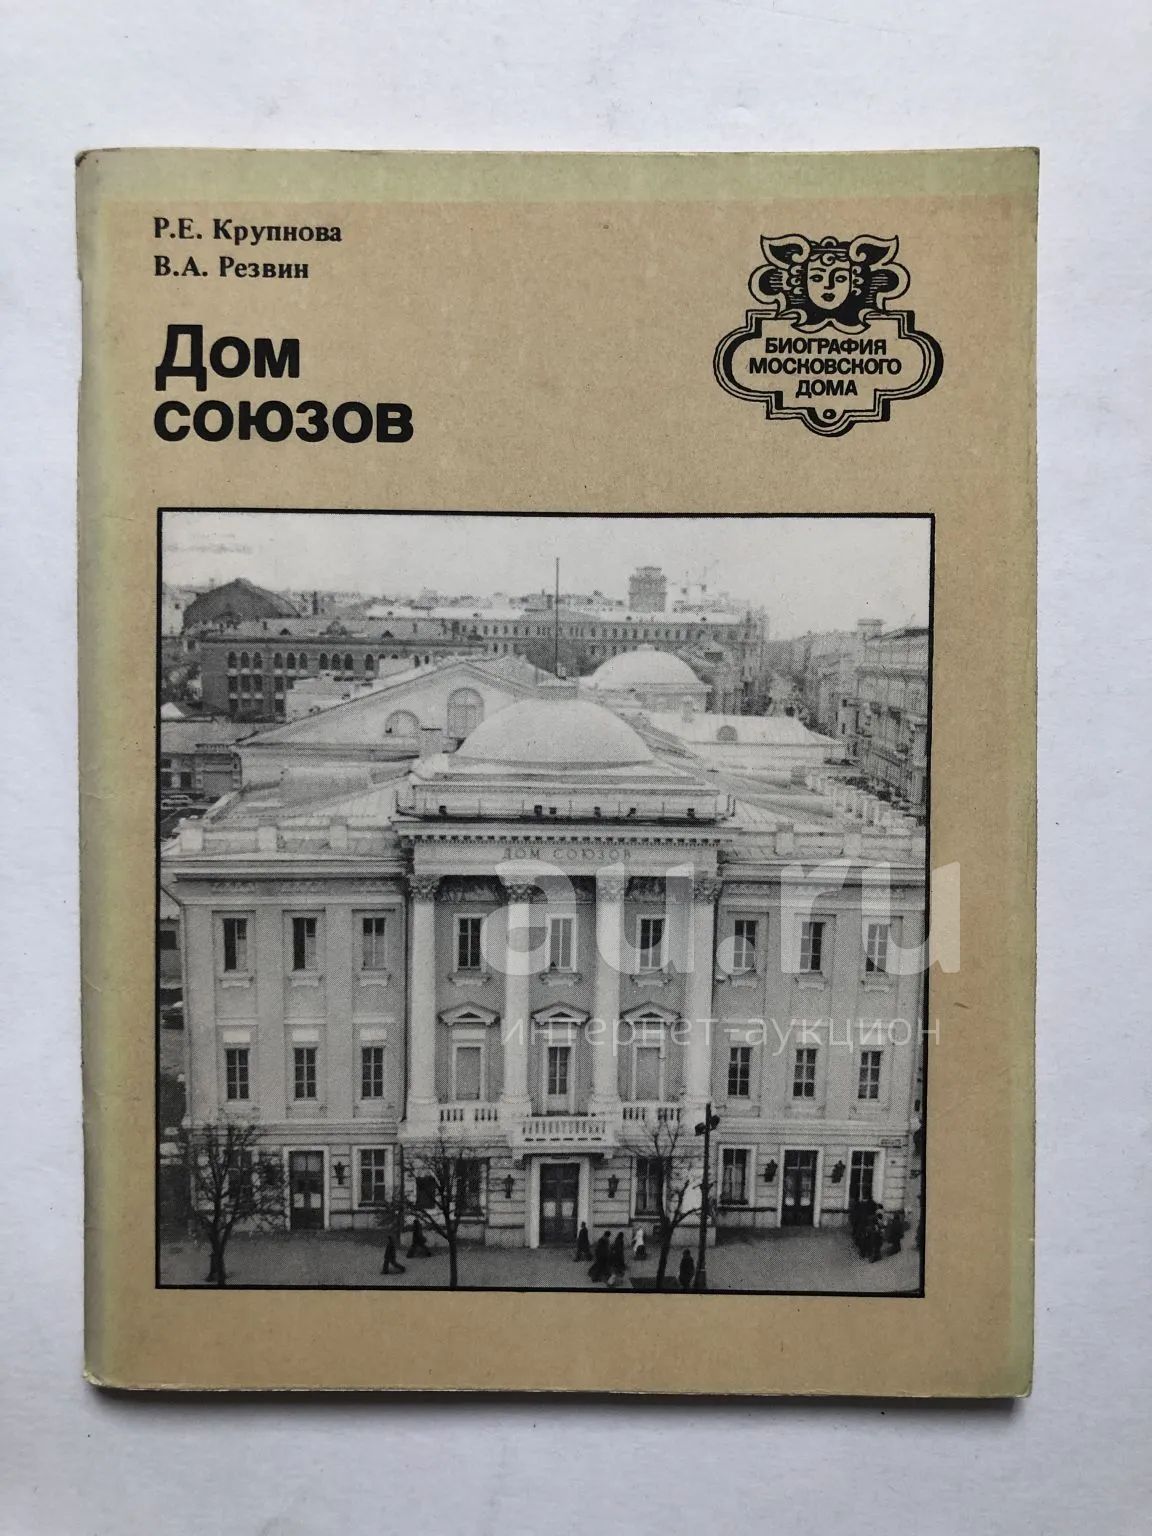 Р.Е. Крупнова
В.А. Резвин
Дом
союзов
БИОГРАФИЯ
МОСКОВСКОГО
ДОМА
ДОМ СОЮЗОВ
au.ru
интернет-аукцион